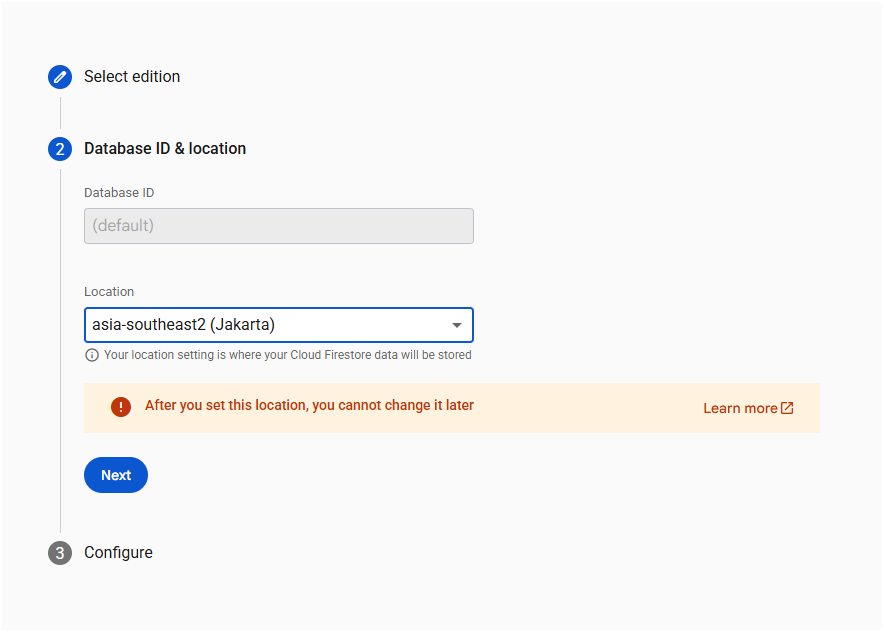 Select edition
2 Database ID & location
Database ID
(default)
Location
asia-southeast2 (Jakarta)
Your location setting is where your Cloud Firestore data will be stored
After you set this location, you cannot change it later
Learn more
Next
3 Configure